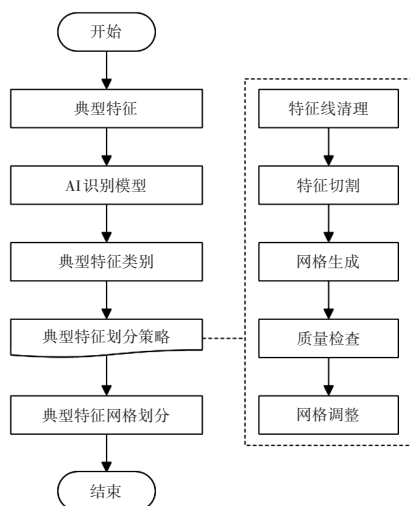 开始
典型特征
AI识别模型
典型特征类别
典型特征划分策略
典型特征网格划分
结束
特征线清理
特征切割
网格生成
质量检查
网格调整